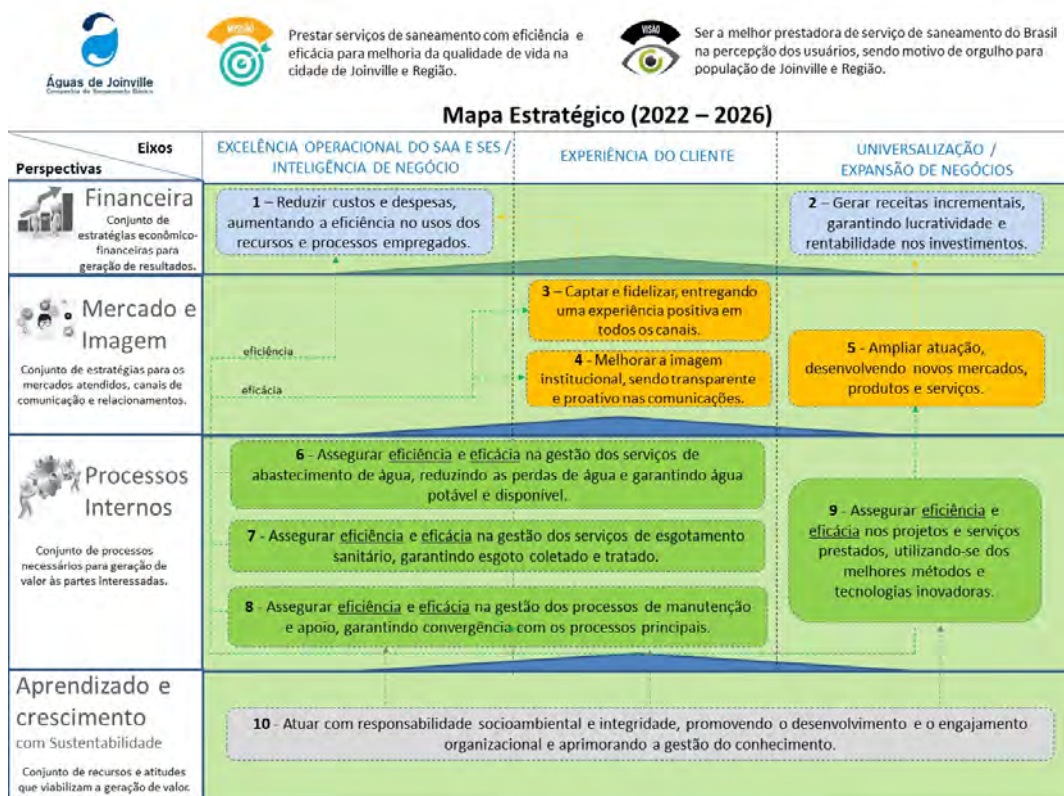 Águas de Joinville
Companhia de Saneamento Básico
MISSÃO
Prestar serviços de saneamento com eficiência e
eficácia para melhoria da qualidade de vida na
cidade de Joinville e Região.
VISÃO
Ser a melhor prestadora de serviço de saneamento do Brasil
na percepção dos usuários, sendo motivo de orgulho para
população de Joinville e Região.
Mapa Estratégico (2022 – 2026)
Eixos
Perspectivas
EXCELÊNCIA OPERACIONAL DO SAA E SES /
INTELIGÊNCIA DE NEGÓCIO
EXPERIÊNCIA DO CLIENTE
UNIVERSALIZAÇÃO /
EXPANSÃO DE NEGÓCIOS
Financeira
Conjunto de
estratégias econômico-
financeiras para
geração de resultados.
1 – Reduzir custos e despesas,
aumentando a eficiência no usos dos
recursos e processos empregados.
2 – Gerar receitas incrementais,
garantindo lucratividade e
rentabilidade nos investimentos.
Mercado e
Imagem
Conjunto de estratégias para os
mercados atendidos, canais de
comunicação e relacionamentos.
eficiência
eficácia
3 – Captar e fidelizar, entregando
uma experiência positiva em
todos os canais.
4 - Melhorar a imagem
institucional, sendo transparente
e proativo nas comunicações.
5 - Ampliar atuação,
desenvolvendo novos mercados,
produtos e serviços.
Processos
Internos
Conjunto de processos
necessários para geração de
valor às partes interessadas.
6 - Assegurar eficiência e eficácia na gestão dos serviços de
abastecimento de água, reduzindo as perdas de água e garantindo água
potável e disponível.
7 - Assegurar eficiência e eficácia na gestão dos serviços de esgotamento
sanitário, garantindo esgoto coletado e tratado.
8 - Assegurar eficiência e eficácia na gestão dos processos de manutenção
e apoio, garantindo convergência com os processos principais.
9 - Assegurar eficiência e
eficácia nos projetos e serviços
prestados, utilizando-se dos
melhores métodos e
tecnologias inovadoras.
Aprendizado e
crescimento
com Sustentabilidade
Conjunto de recursos e atitudes
que viabilizam a geração de valor.
10 - Atuar com responsabilidade socioambiental e integridade, promovendo o desenvolvimento e o engajamento
organizacional e aprimorando a gestão do conhecimento.